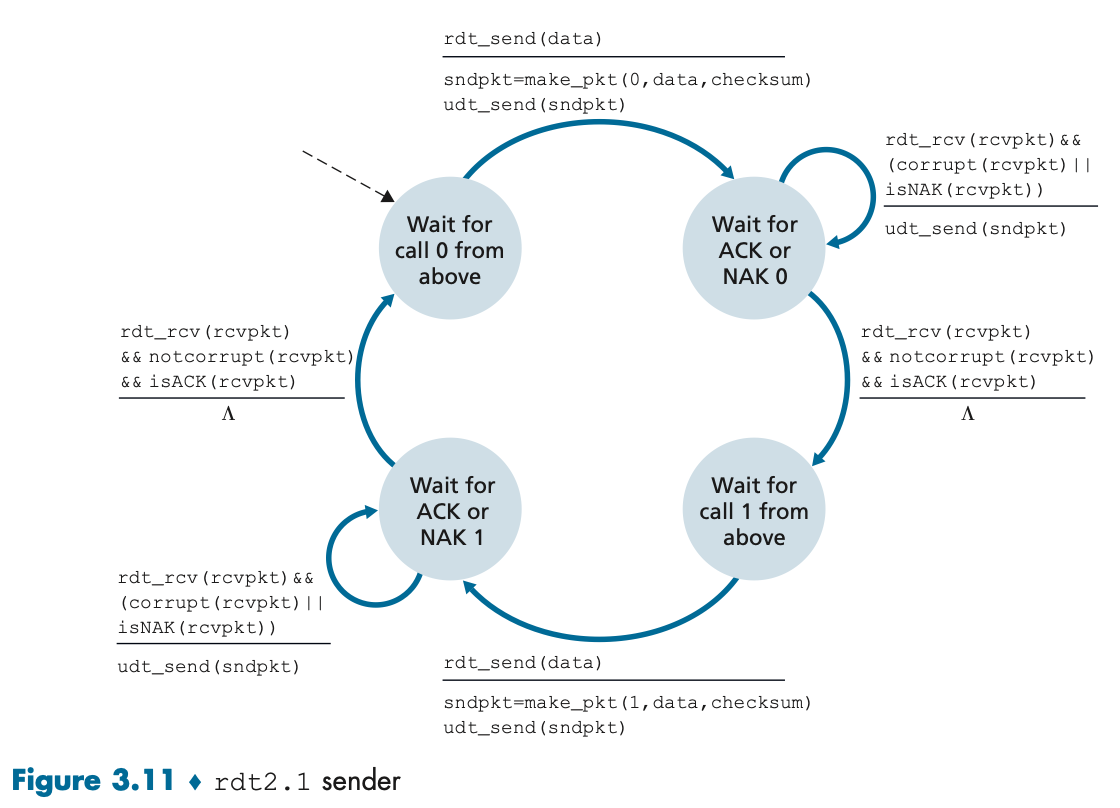 rdt_send(data)
sndpkt=make_pkt(0,data,checksum)
udt_send(sndpkt)
rdt_rcv(rcvpkt)&&
(corrupt(rcvpkt)||
isNAK(rcvpkt))
udt_send(sndpkt)
Wait for
call 0 from
above
Wait for
ACK or
NAK 0
rdt_rcv(rcvpkt)
&& notcorrupt(rcvpkt)
&& isACK(rcvpkt)
Λ
rdt_rcv(rcvpkt)
&& notcorrupt(rcvpkt)
&& isACK(rcvpkt)
Λ
Wait for
ACK or
NAK 1
Wait for
call 1 from
above
rdt_rcv(rcvpkt)&&
(corrupt(rcvpkt)||
isNAK(rcvpkt))
udt_send(sndpkt)
rdt_send(data)
sndpkt=make_pkt(1,data,checksum)
udt_send(sndpkt)
Figure 3.11 ♦ rdt2.1 sender